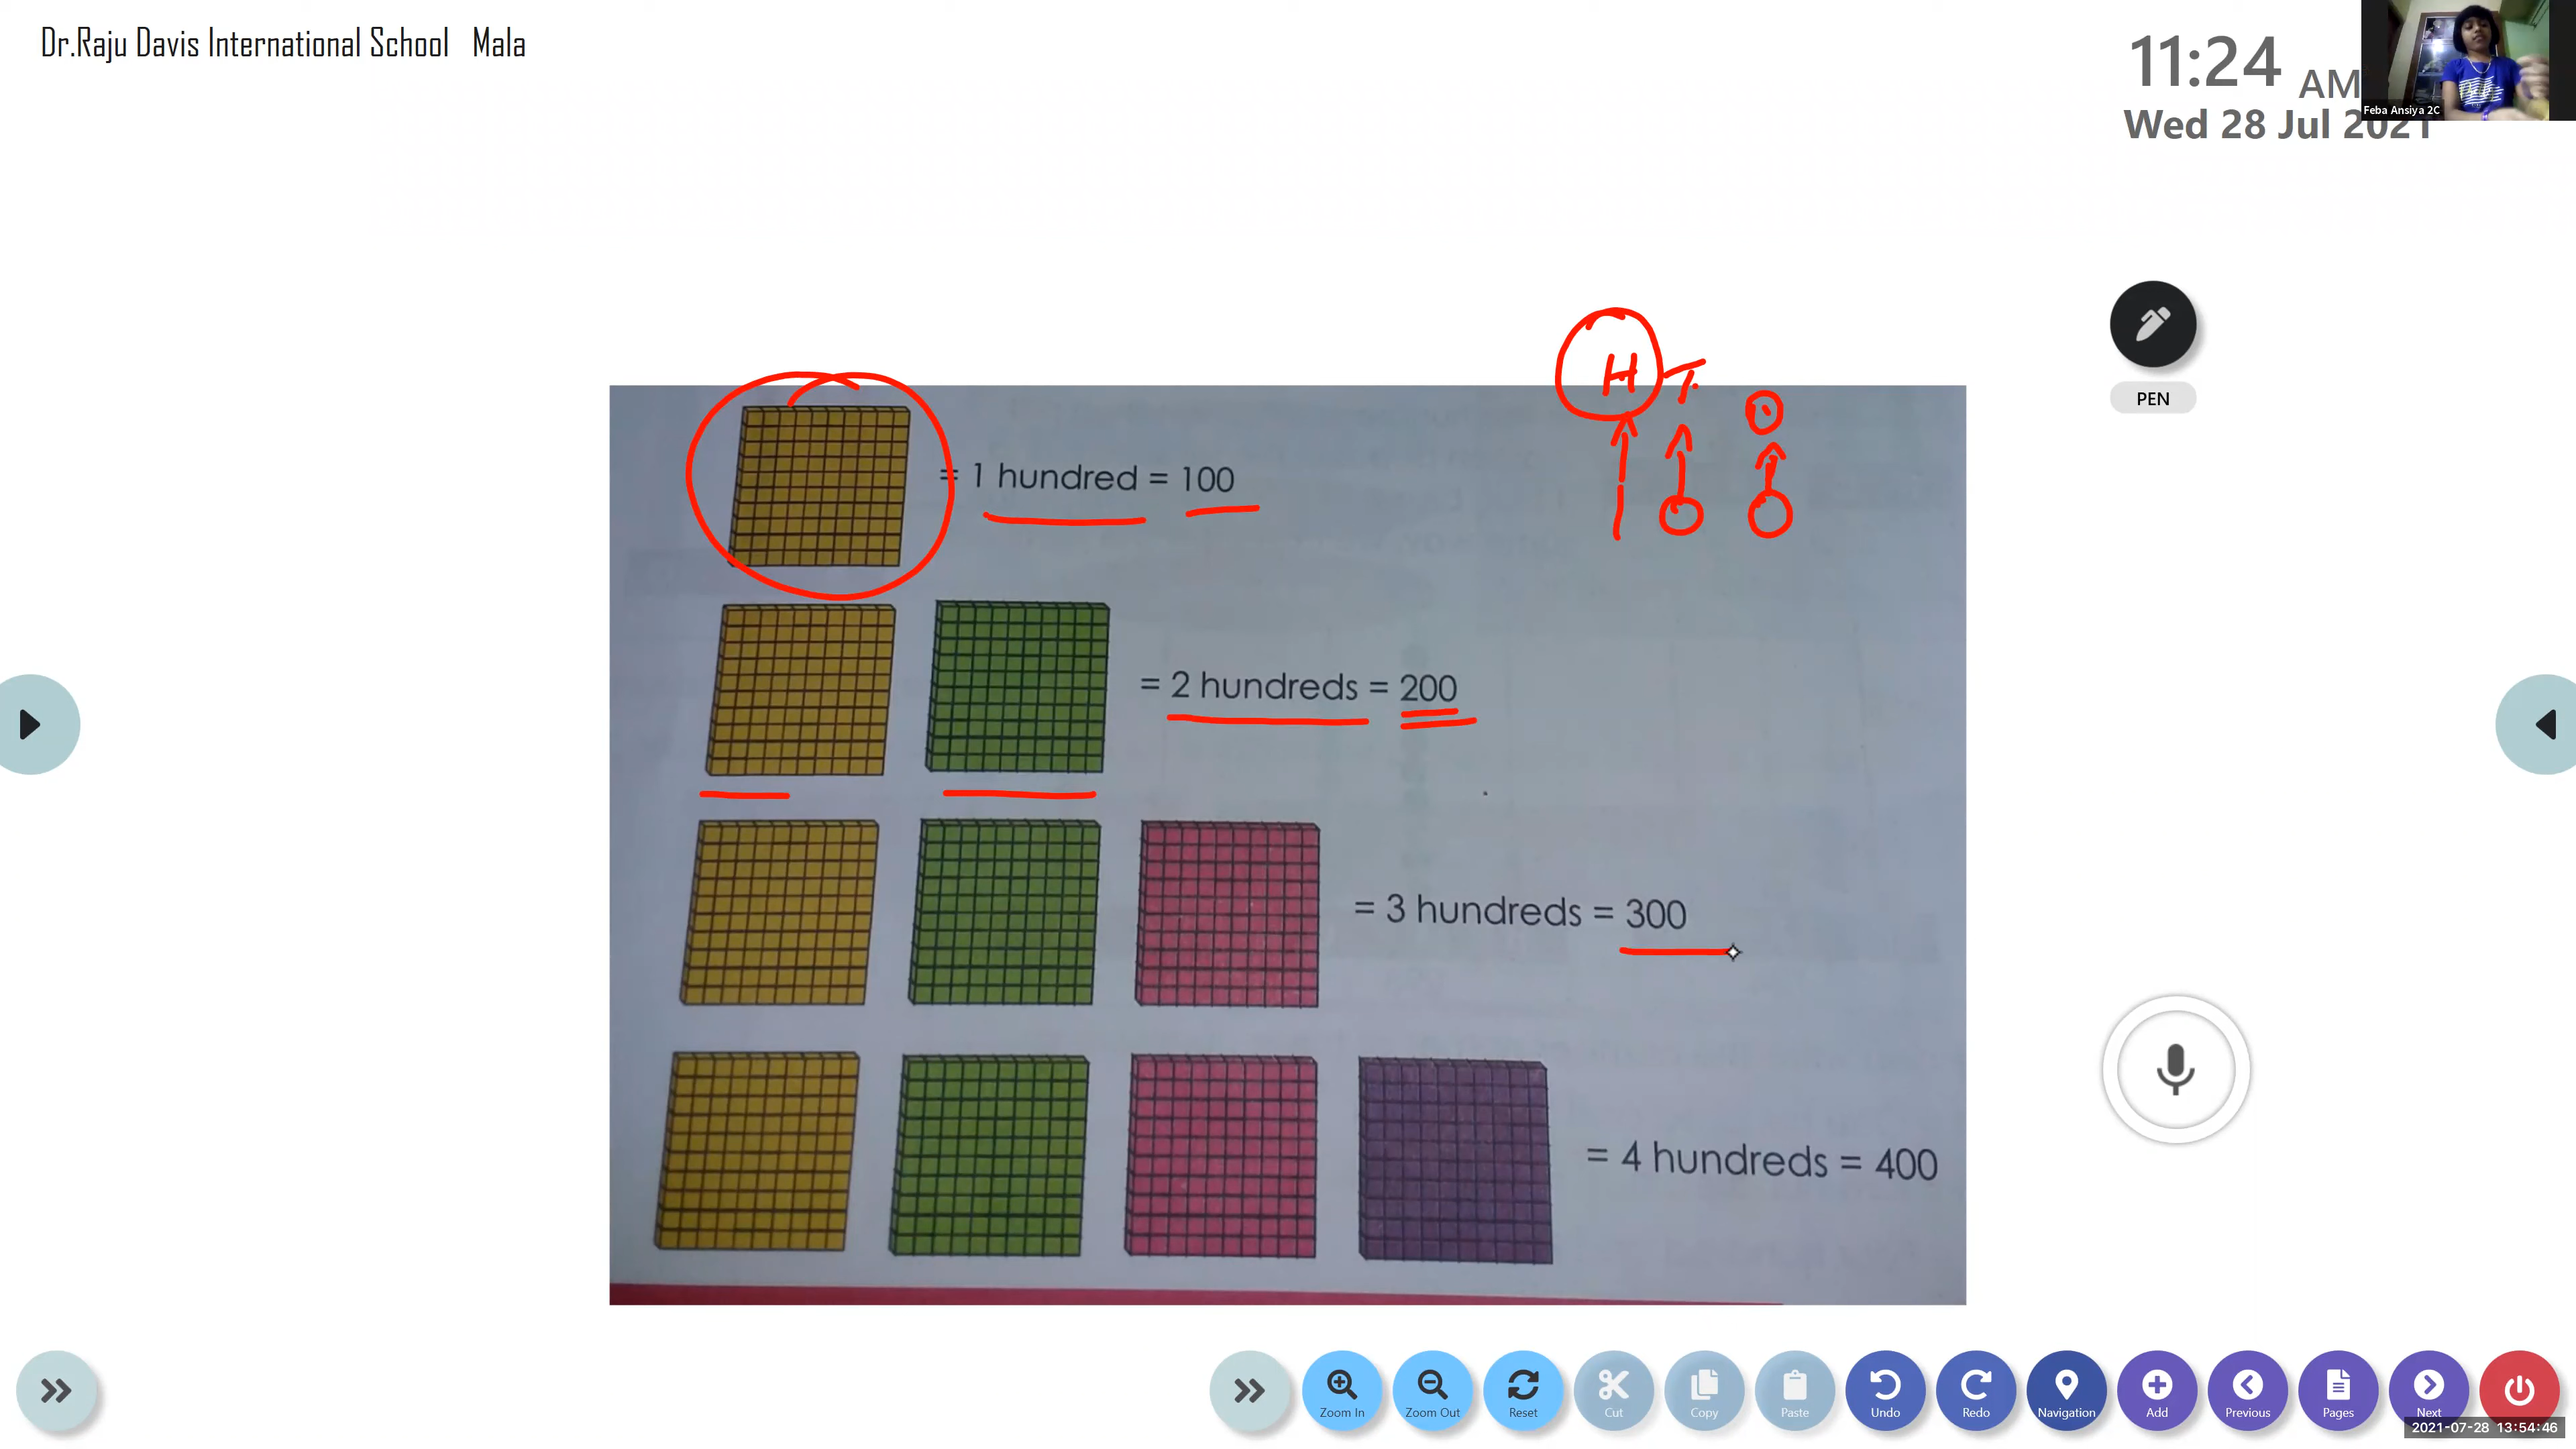 Dr.Raju Davis International School Mala
11:24 AM
Wed 28 Jul 2021
Feba Ansiya 2C
PEN
H T O
1 0 0
= 1 hundred = 100
= 2 hundreds = 200
= 3 hundreds = 300
= 4 hundreds = 400
Zoom In
Zoom Out
Reset
Cut
Copy
Paste
Undo
Redo
Navigation
Add
Previous
Pages
Next
2021-07-28 13:54:46